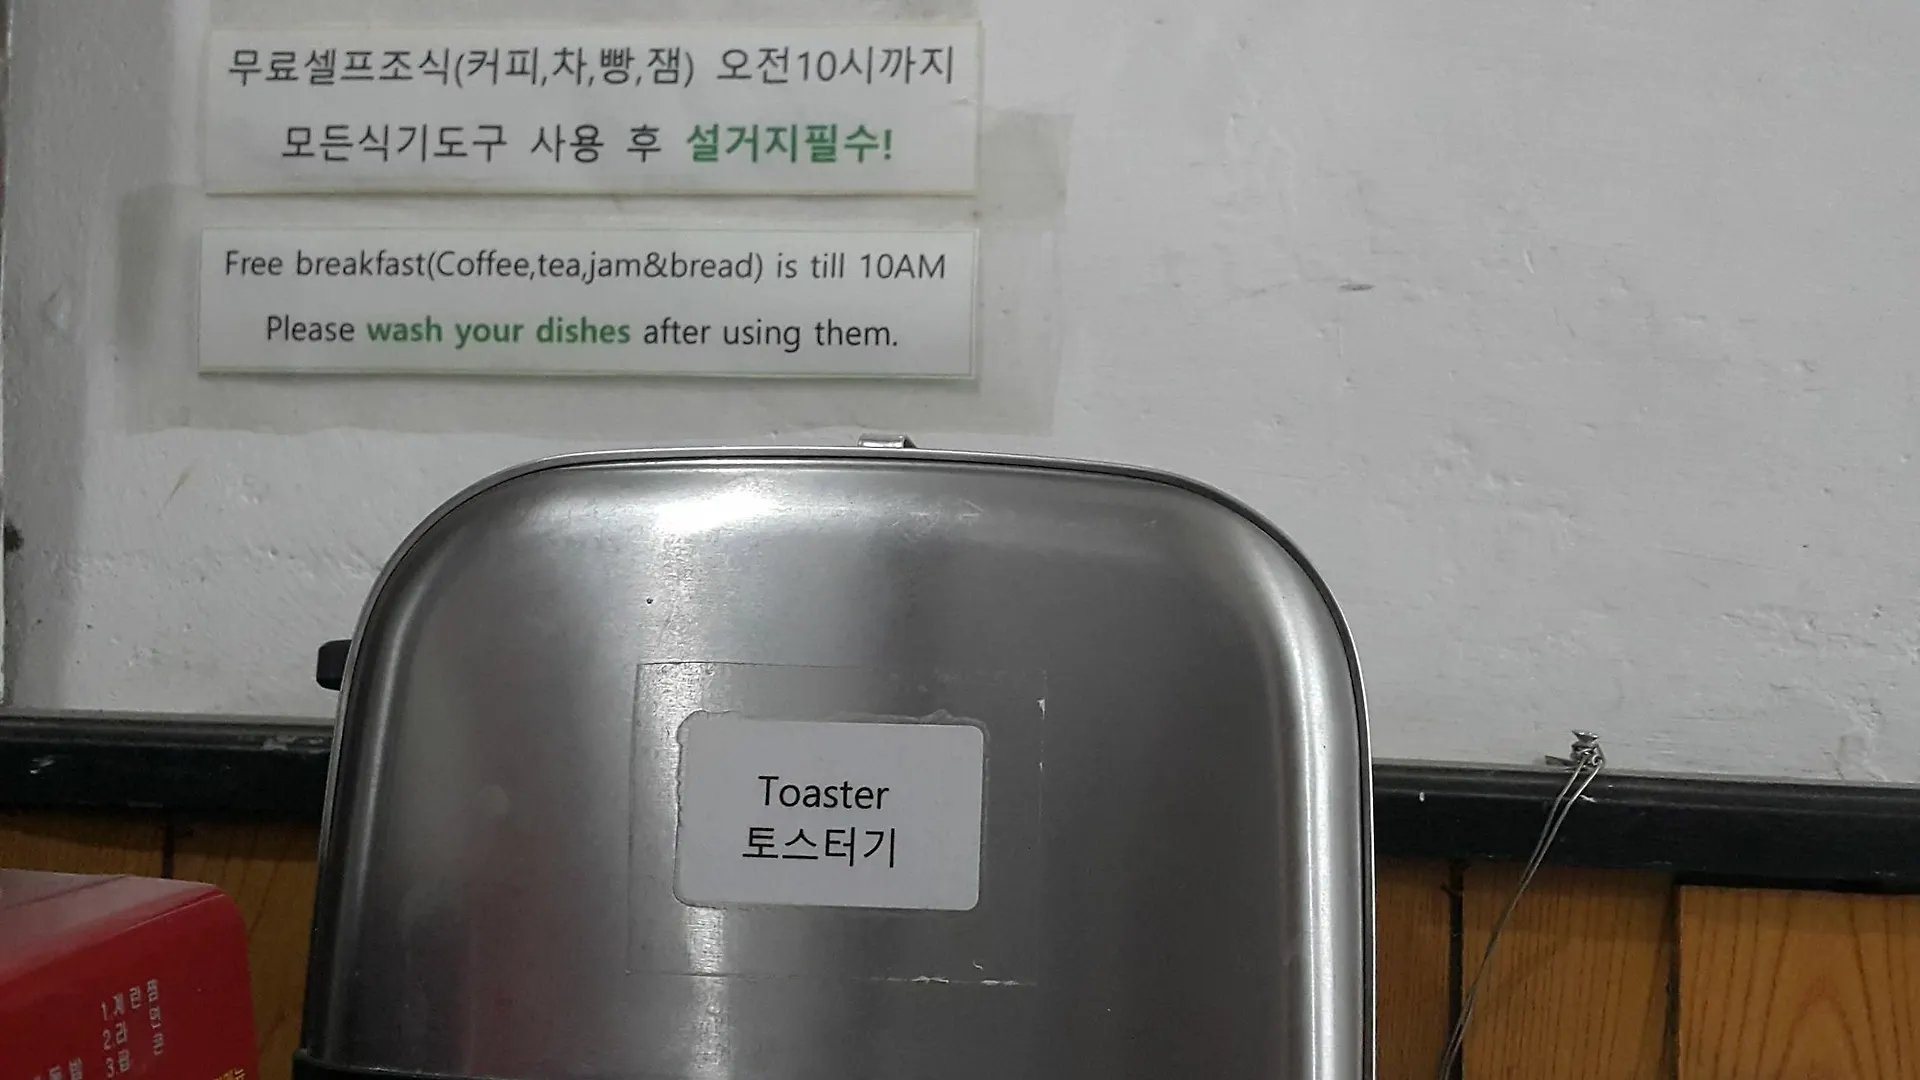 무료셀프조식(커피,차,빵,잼) 오전10시까지
모든식기도구 사용 후 설거지필수!
Free breakfast(Coffee,tea,jam&bread) is till 10AM
Please wash your dishes after using them.
Toaster
토스터기